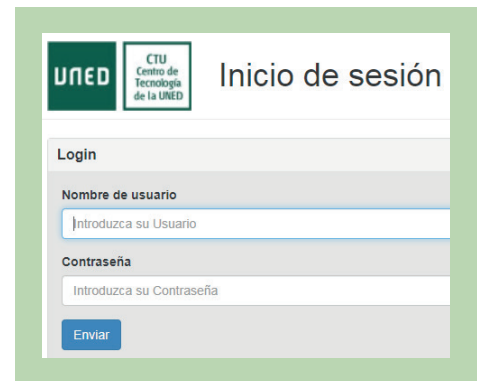 UNED
CTU
Centro de
Tecnología
de la UNED
Inicio de sesión
Login
Nombre de usuario
Introduzca su Usuario
Contraseña
Introduzca su Contraseña
Enviar